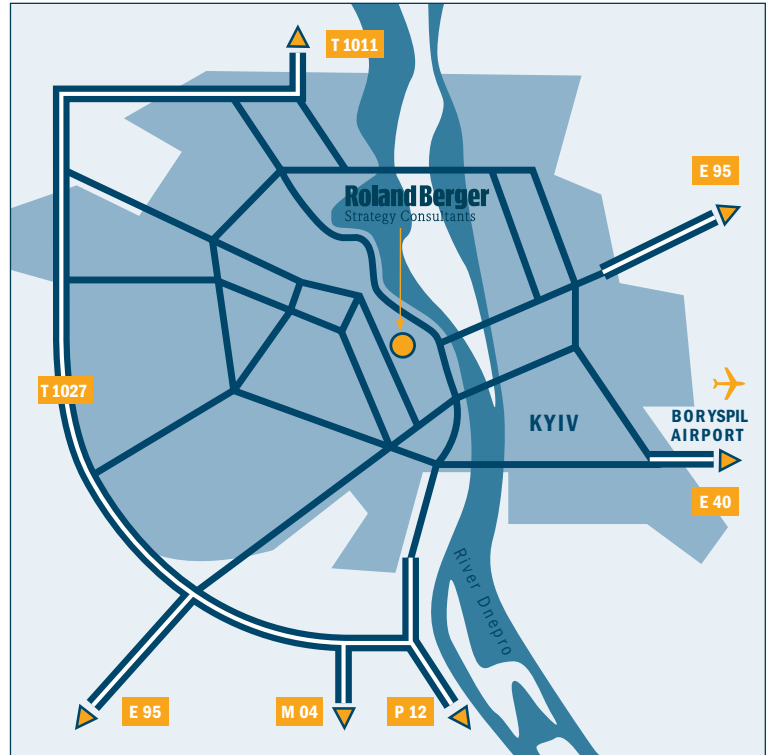 T 1011
E 95
Roland Berger
Strategy Consultants
T 1027
KYIV
BORYSPIL
AIRPORT
E 40
River Dnepro
E 95
M 04
P 12